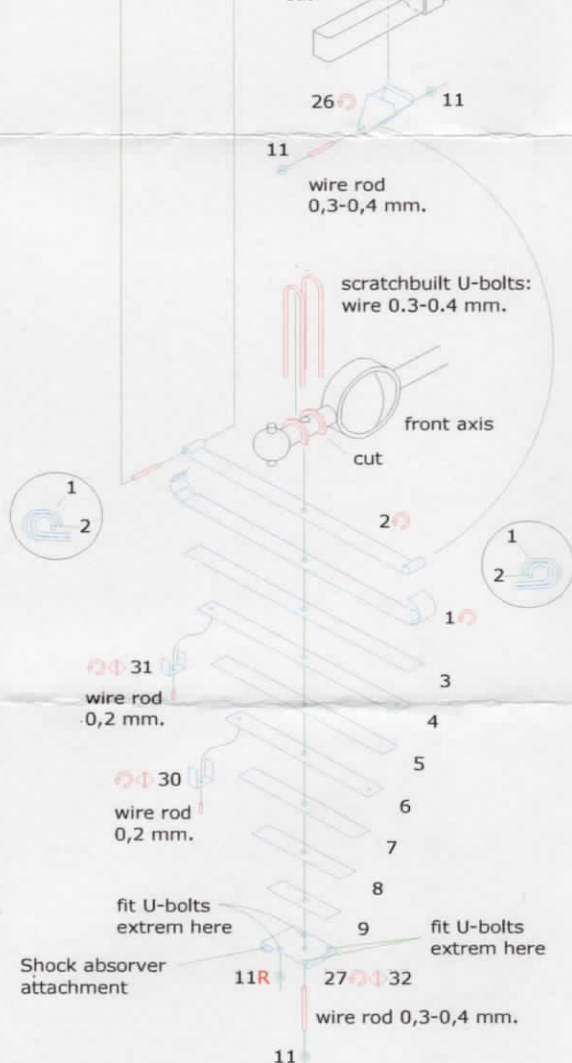 26
11
11
wire rod
0,3-0,4 mm.
scratchbuilt U-bolts:
wire 0.3-0.4 mm.
front axis
cut
1
2
2
1
2
1
31
wire rod
0,2 mm.
3
4
5
30
wire rod
0,2 mm.
6
7
8
9
fit U-bolts
extrem here
fit U-bolts
extrem here
Shock absorver
attachment
11R
27
32
wire rod 0,3-0,4 mm.
11